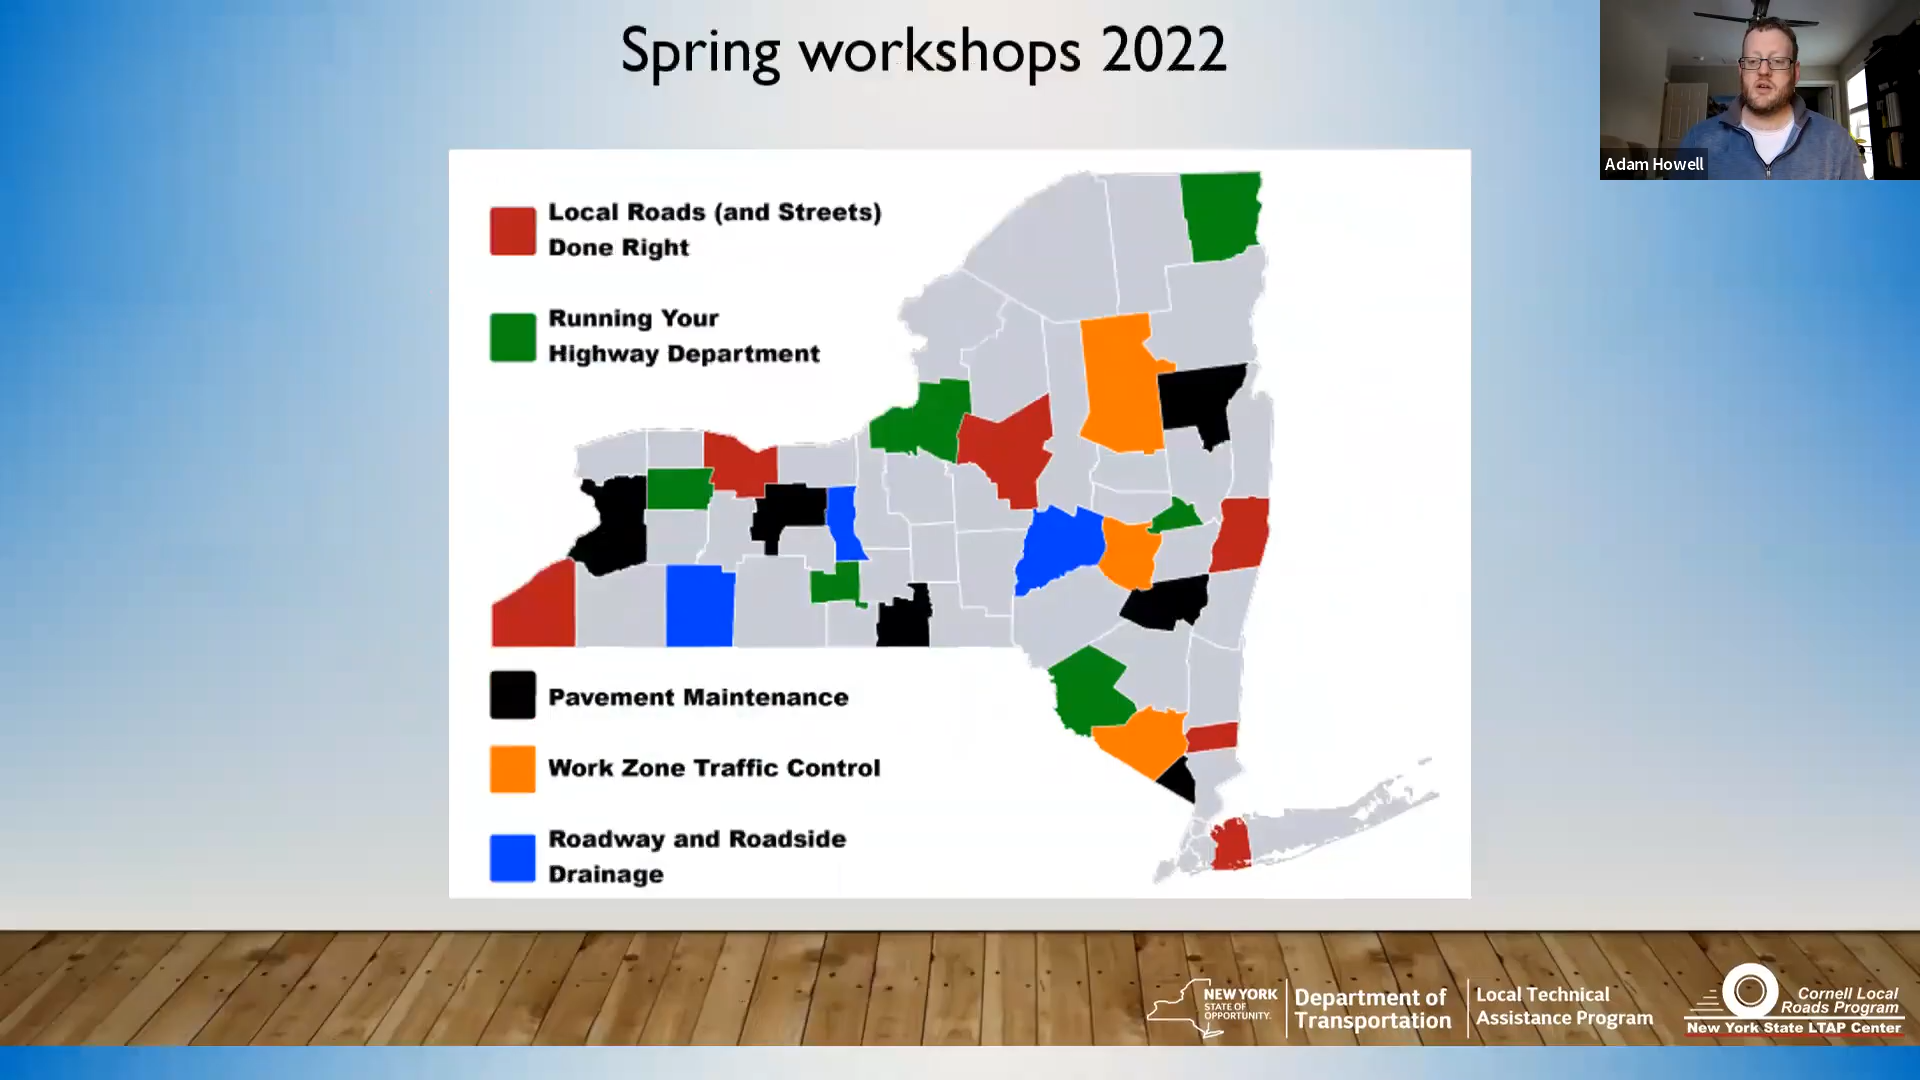 Spring workshops 2022
Adam Howell
Local Roads (and Streets)
Done Right
Running Your
Highway Department
Pavement Maintenance
Work Zone Traffic Control
Roadway and Roadside
Drainage
NEW YORK
STATE OF
OPPORTUNITY.
Department of
Transportation
Local Technical
Assistance Program
Cornell Local
Roads Program
New York State LTAP Center